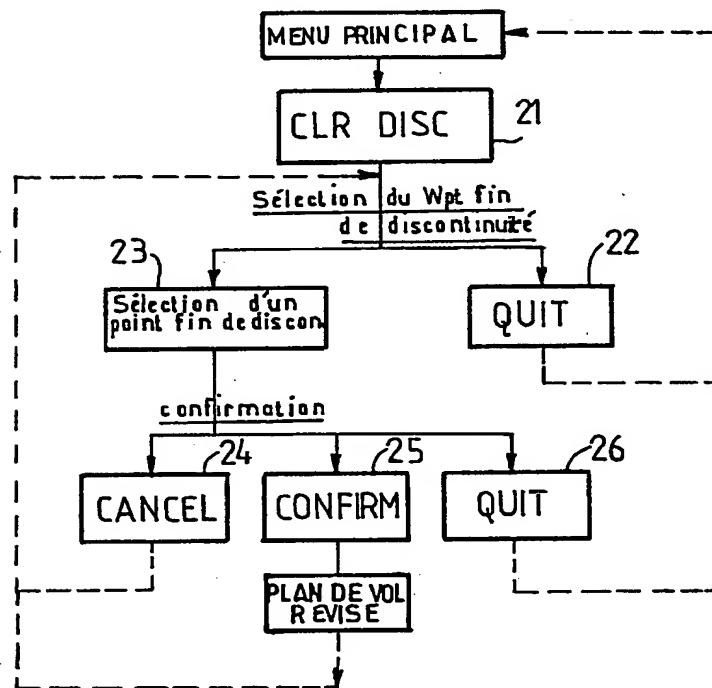 MENU PRINCIPAL
CLR DISC
21
Sélection du Wpt fin
de discontinuité
23
22
Sélection d'un
point fin de discon
QUIT
confirmation
24
25
26
CANCEL
CONFIRM
QUIT
PLAN DE VOL
REVISE